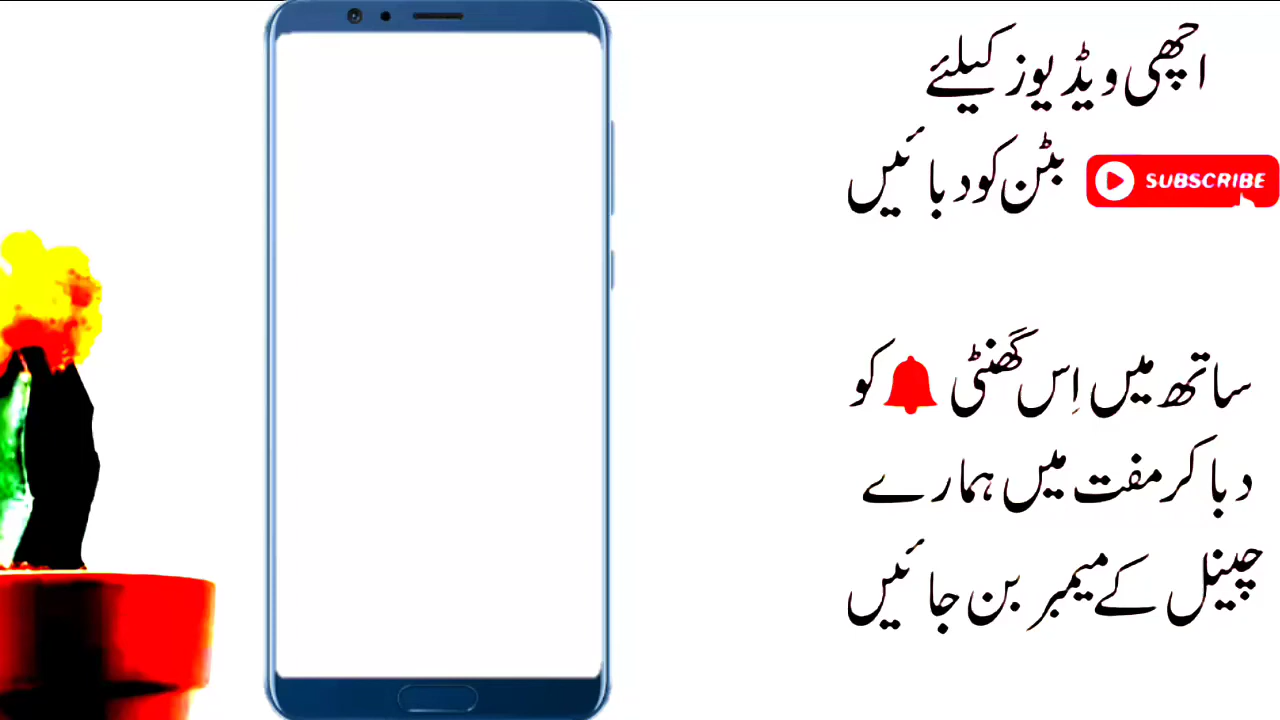 اچھی ویڈیوز کیلئے
SUBSCRIBE بٹن کو دبائیں
ساتھ میں اِس گھنٹی کو
دبا کر مفت میں ہمارے
چینل کے میمبر بن جائیں